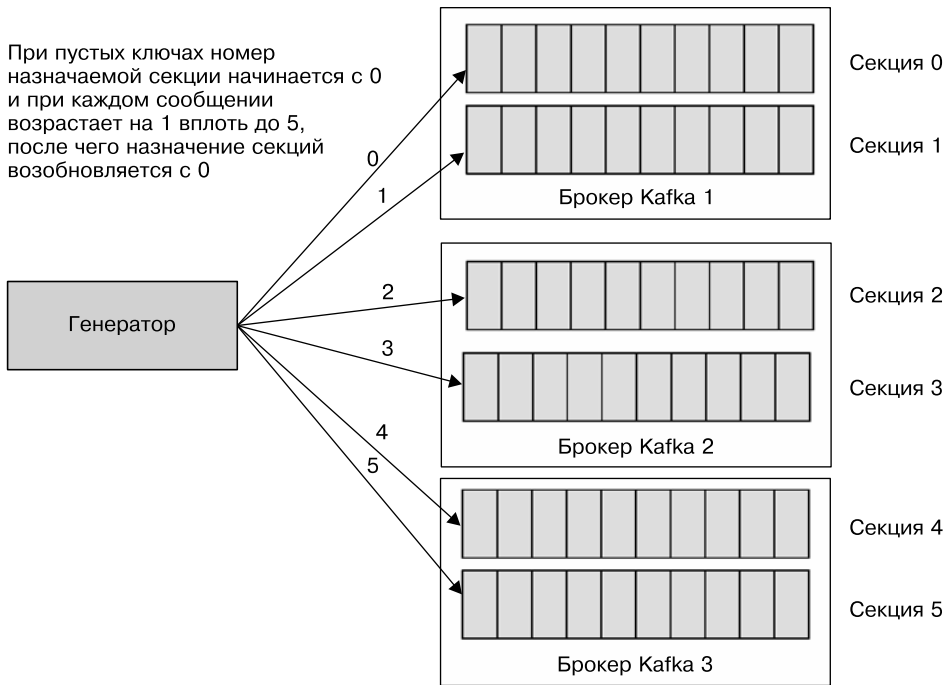 При пустых ключах номер
назначаемой секции начинается с 0
и при каждом сообщении
возрастает на 1 вплоть до 5,
после чего назначение секций
возобновляется с 0
Генератор
0
1
2
3
4
5
Секция 0
Секция 1
Брокер Kafka 1
Секция 2
Секция 3
Брокер Kafka 2
Секция 4
Секция 5
Брокер Kafka 3